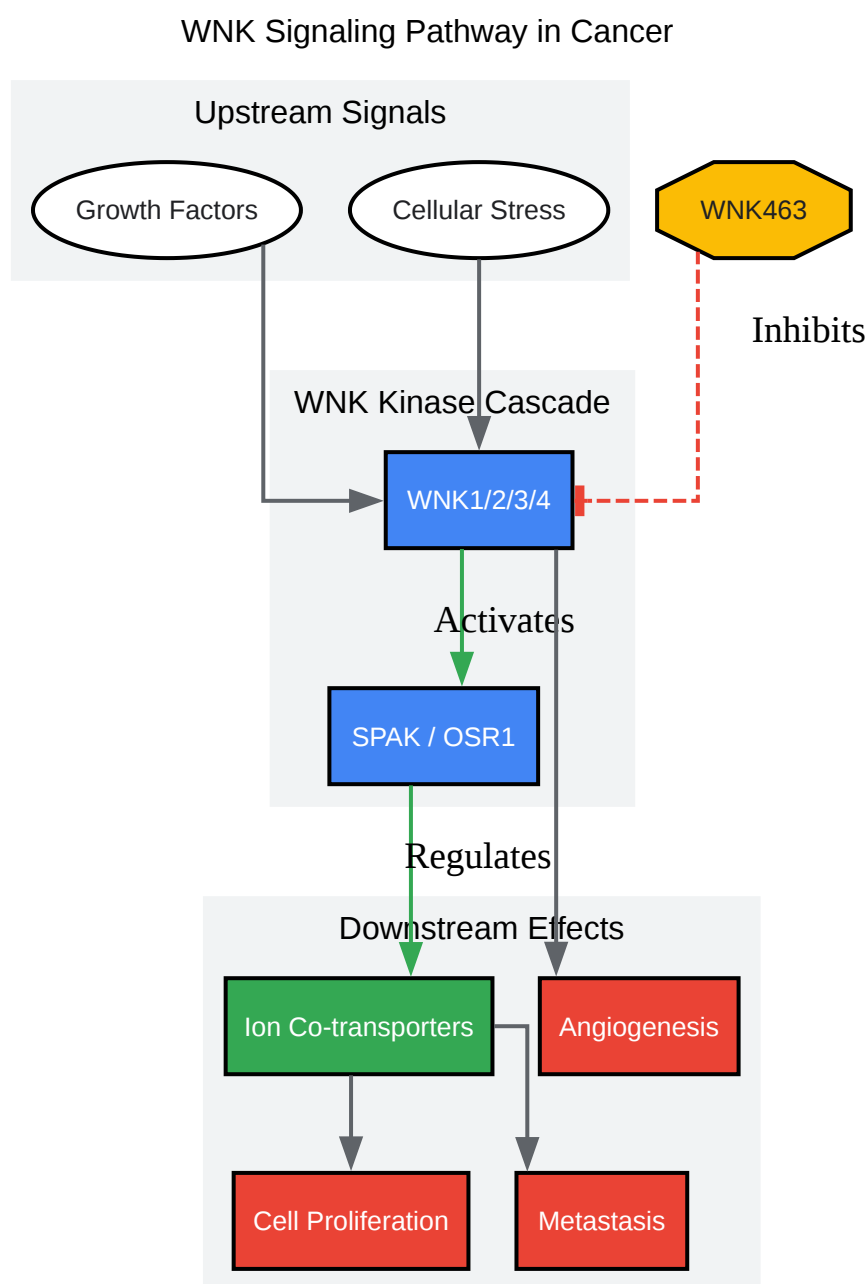 WNK Signaling Pathway in Cancer
Upstream Signals
Growth Factors
Cellular Stress
WNK463
Inhibits
WNK Kinase Cascade
WNK1/2/3/4
Activates
SPAK / OSR1
Regulates
Downstream Effects
Ion Co-transporters
Angiogenesis
Cell Proliferation
Metastasis